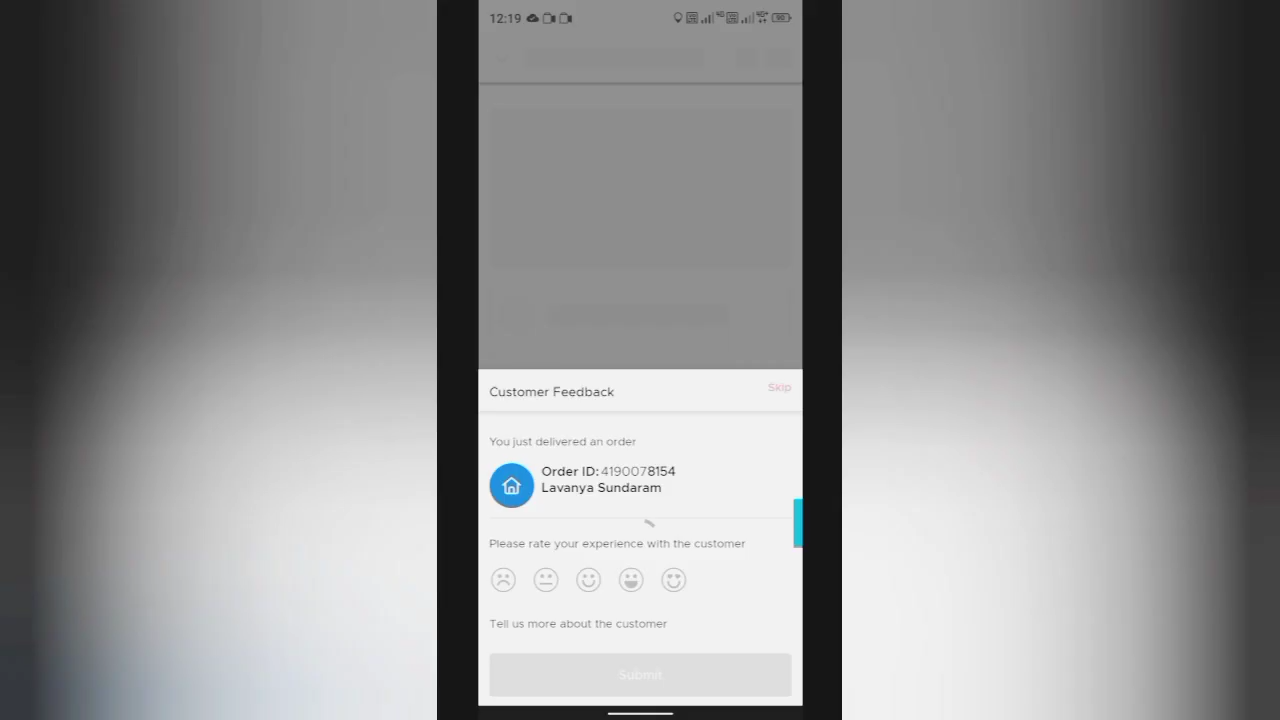 12:19
Customer Feedback
Skip
You just delivered an order
Order ID: 4190078154
Lavanya Sundaram
Please rate your experience with the customer
Tell us more about the customer
Submit